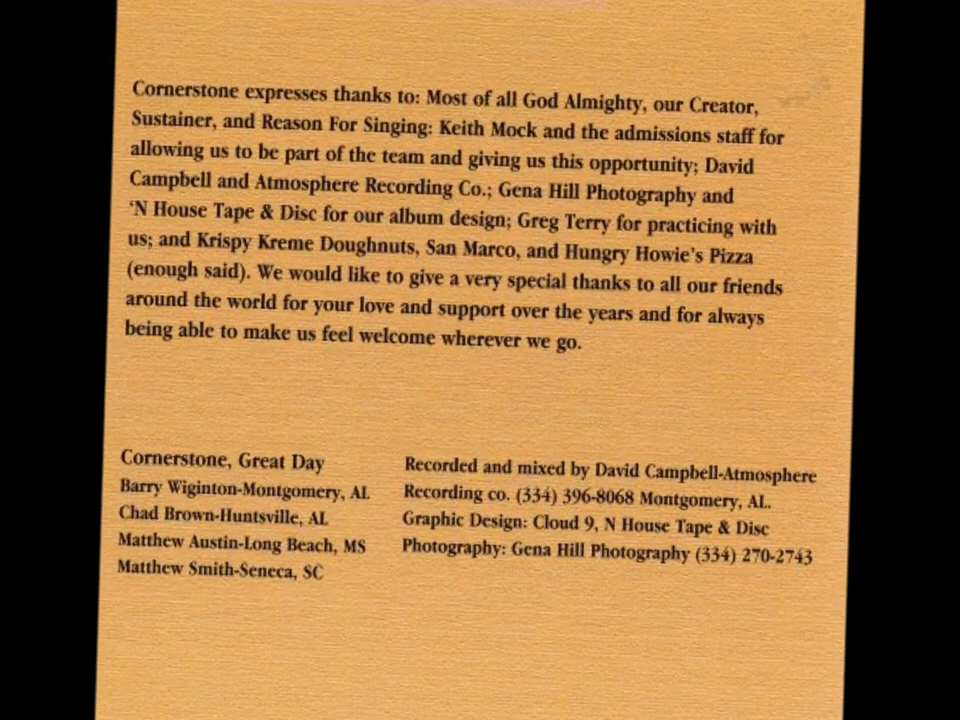 Cornerstone expresses thanks to: Most of all God Almighty, our Creator,
Sustainer, and Reason For Singing: Keith Mock and the admissions staff for
allowing us to be part of the team and giving us this opportunity; David
Campbell and Atmosphere Recording Co.; Gena Hill Photography and
‘N House Tape & Disc for our album design; Greg Terry for practicing with
us; and Krispy Kreme Doughnuts, San Marco, and Hungry Howie’s Pizza
(enough said). We would like to give a very special thanks to all our friends
around the world for your love and support over the years and for always
being able to make us feel welcome wherever we go.
Cornerstone, Great Day
Barry Wiginton-Montgomery, AL
Chad Brown-Huntsville, AL
Matthew Austin-Long Beach, MS
Matthew Smith-Seneca, SC
Recorded and mixed by David Campbell-Atmosphere
Recording co. (334) 396-8068 Montgomery, AL.
Graphic Design: Cloud 9, N House Tape & Disc
Photography: Gena Hill Photography (334) 270-2743